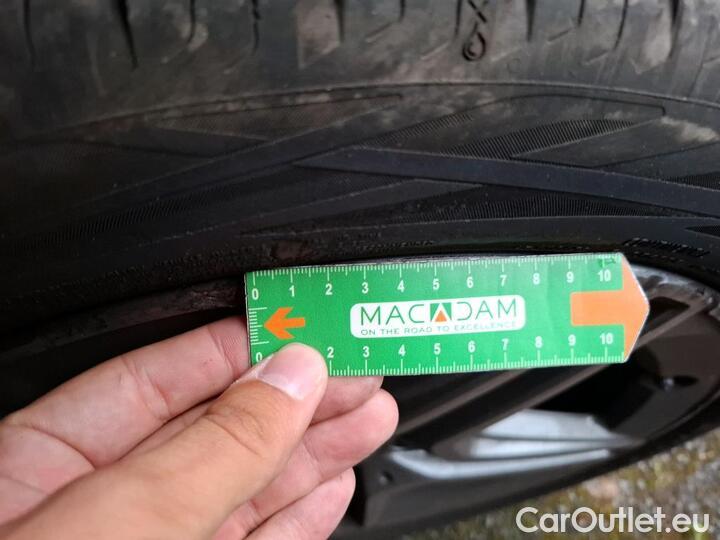 0 1 2 3 4 5 6 7 8 9 10
MACADAM
ON THE ROAD TO EXCELLENCE
0 2 3 4 5 6 7 8 9 10
CarOutlet.eu